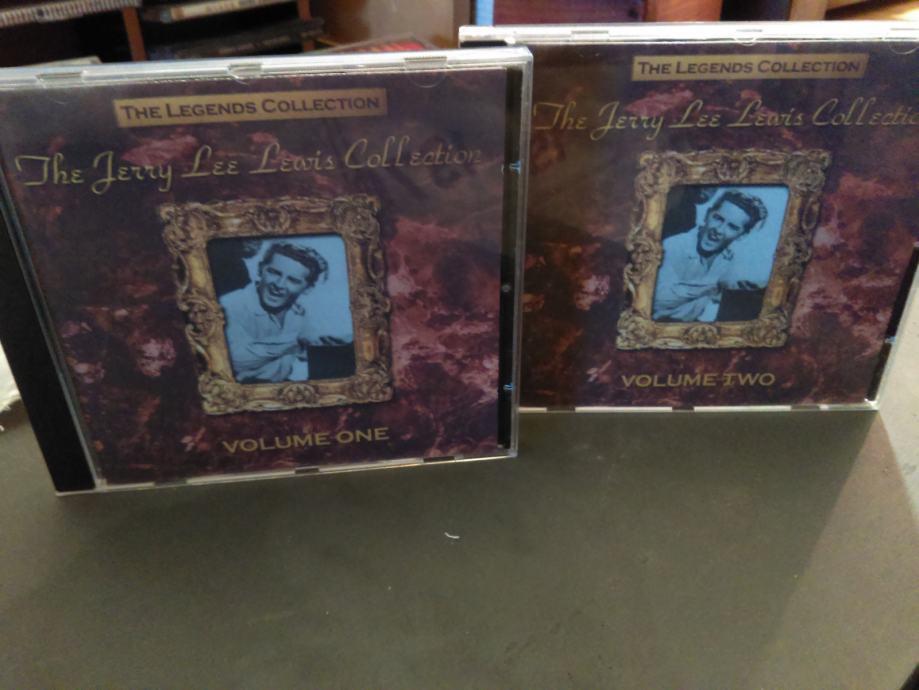 THE LEGENDS COLLECTION
The Jerry Lee Lewis Collection
VOLUME ONE
THE LEGENDS COLLECTION
The Jerry Lee Lewis Collectio
VOLUME TWO